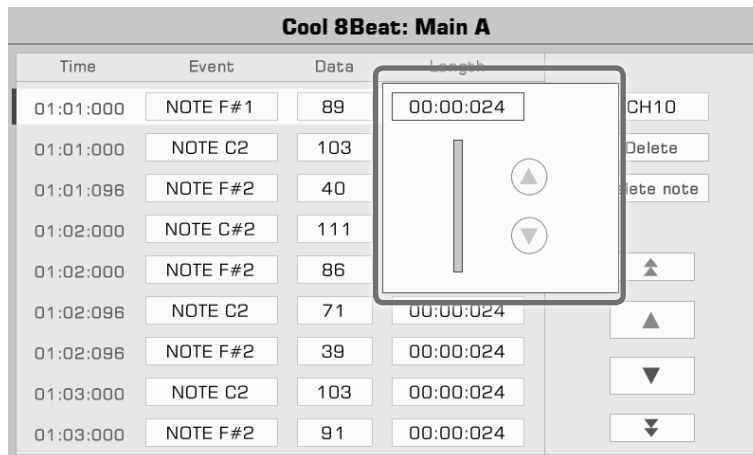 Cool 8Beat: Main A
Time Event Data Length
01:01:000 NOTE F#1 89 00:00:024 CH10
01:01:000 NOTE C2 103 Delete
01:01:096 NOTE F#2 40 lete note
01:02:000 NOTE C#2 111
01:02:000 NOTE F#2 86
01:02:096 NOTE C2 71 00:00:024
01:02:096 NOTE F#2 39 00:00:024
01:03:000 NOTE C2 103 00:00:024
01:03:000 NOTE F#2 91 00:00:024